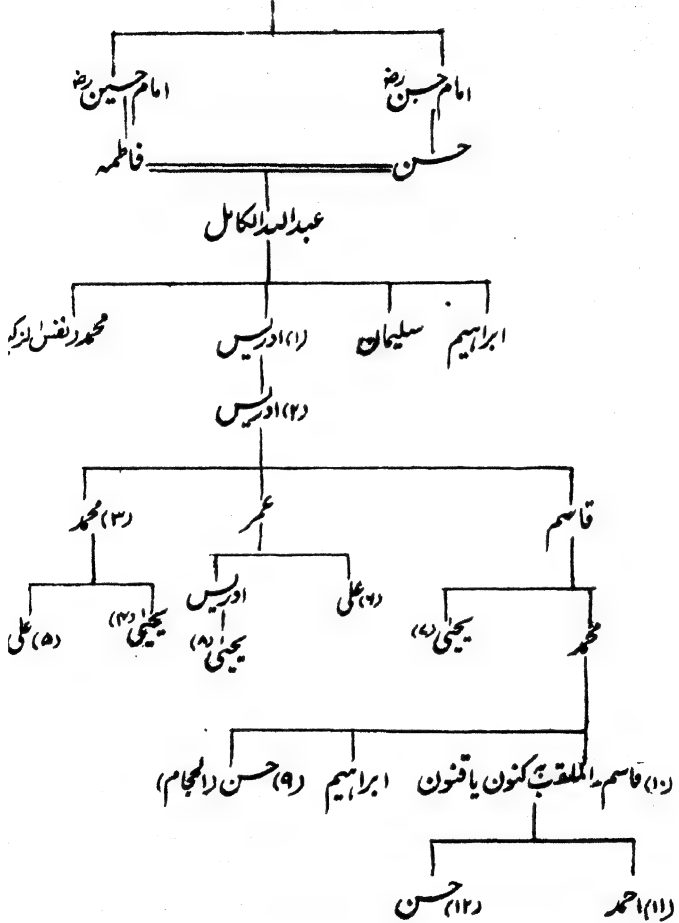 امام حسن رضؓ امام حسین رضؓ
حسن فاطمہ
عبداللہ الکامل
ابراہیم سلیمان (۱) ادریس محمد (نفس الزکیہ
(۲) ادریس
قاسم عمر (۳) محمد
محمد یحییٰ (۷) علی (۶) ادریس یحییٰ (۴) علی (۵)
یحییٰ (۸)
(۱۰) قاسم۔ الملقب بہ کنون یا قنون ابراہیم (۹) حسن (الحجام)
(۱۱) احمد (۱۲) حسن